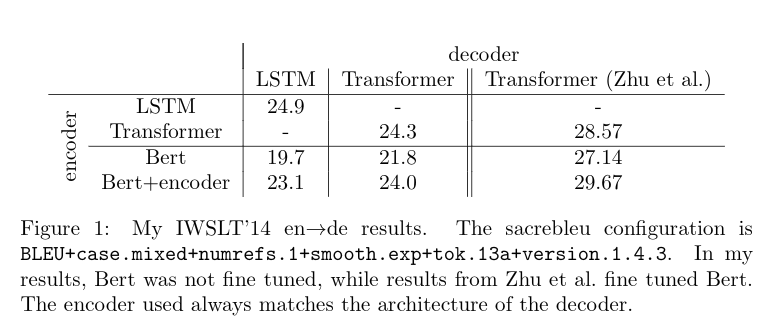 decoder
LSTM Transformer Transformer (Zhu et al.)
encoder
LSTM 24.9 - -
Transformer - 24.3 28.57
Bert 19.7 21.8 27.14
Bert+encoder 23.1 24.0 29.67
Figure 1: My IWSLT'14 en→de results. The sacrebleu configuration is
BLEU+case.mixed+numrefs.1+smooth.exp+tok.13a+version.1.4.3. In my
results, Bert was not fine tuned, while results from Zhu et al. fine tuned Bert.
The encoder used always matches the architecture of the decoder.